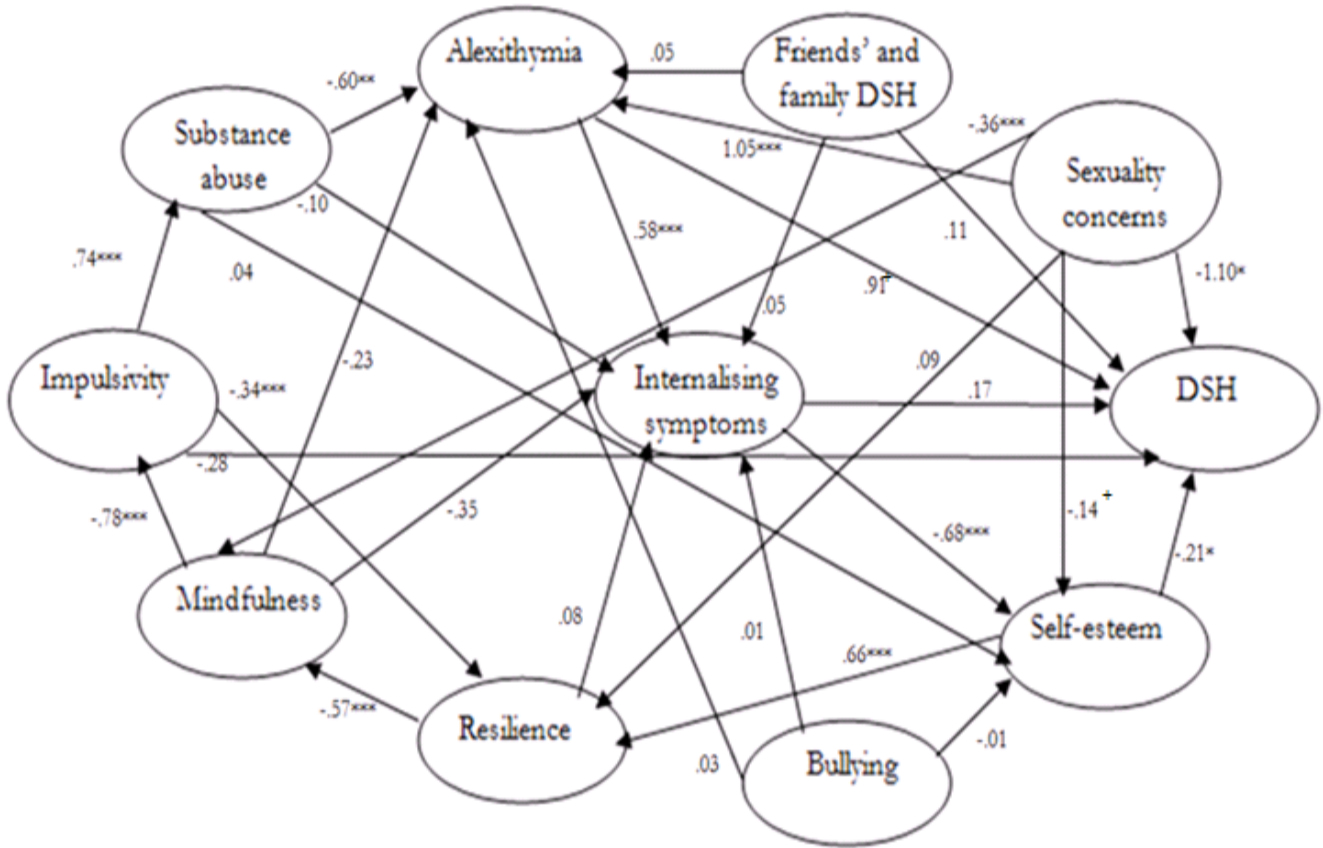 Alexithymia
.05
Friends' and
family DSH
-.60**
Substance
abuse
1.05***
-.36***
Sexuality
concerns
-.10
.74***
.04
.58***
.11
.91+
-1.10*
.05
Impulsivity
-.34***
-.23
Internalising
symptoms
.09
.17
DSH
-.28
-.78***
-.35
-.68***
-.14+
-.21*
Mindfulness
.08
.01
Self-esteem
.66***
-.57***
Resilience
.03
Bullying
-.01